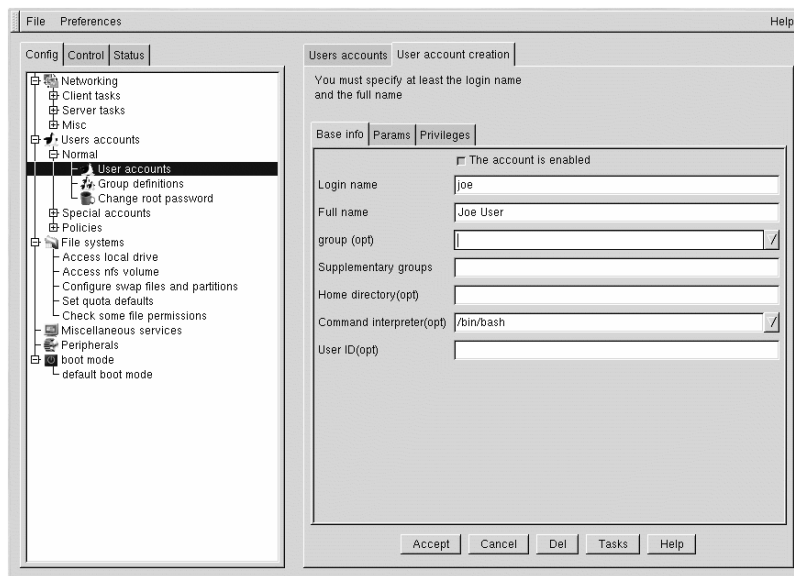 File Preferences Help
Config Control Status
Networking
Client tasks
Server tasks
Misc
Users accounts
Normal
User accounts
Group definitions
Change root password
Special accounts
Policies
File systems
Access local drive
Access nfs volume
Configure swap files and partitions
Set quota defaults
Check some file permissions
Miscellaneous services
Peripherals
boot mode
default boot mode
Users accounts User account creation
You must specify at least the login name
and the full name
Base info Params Privileges
The account is enabled
Login name joe
Full name Joe User
group (opt)
Supplementary groups
Home directory(opt)
Command interpreter(opt) /bin/bash
User ID(opt)
Accept Cancel Del Tasks Help